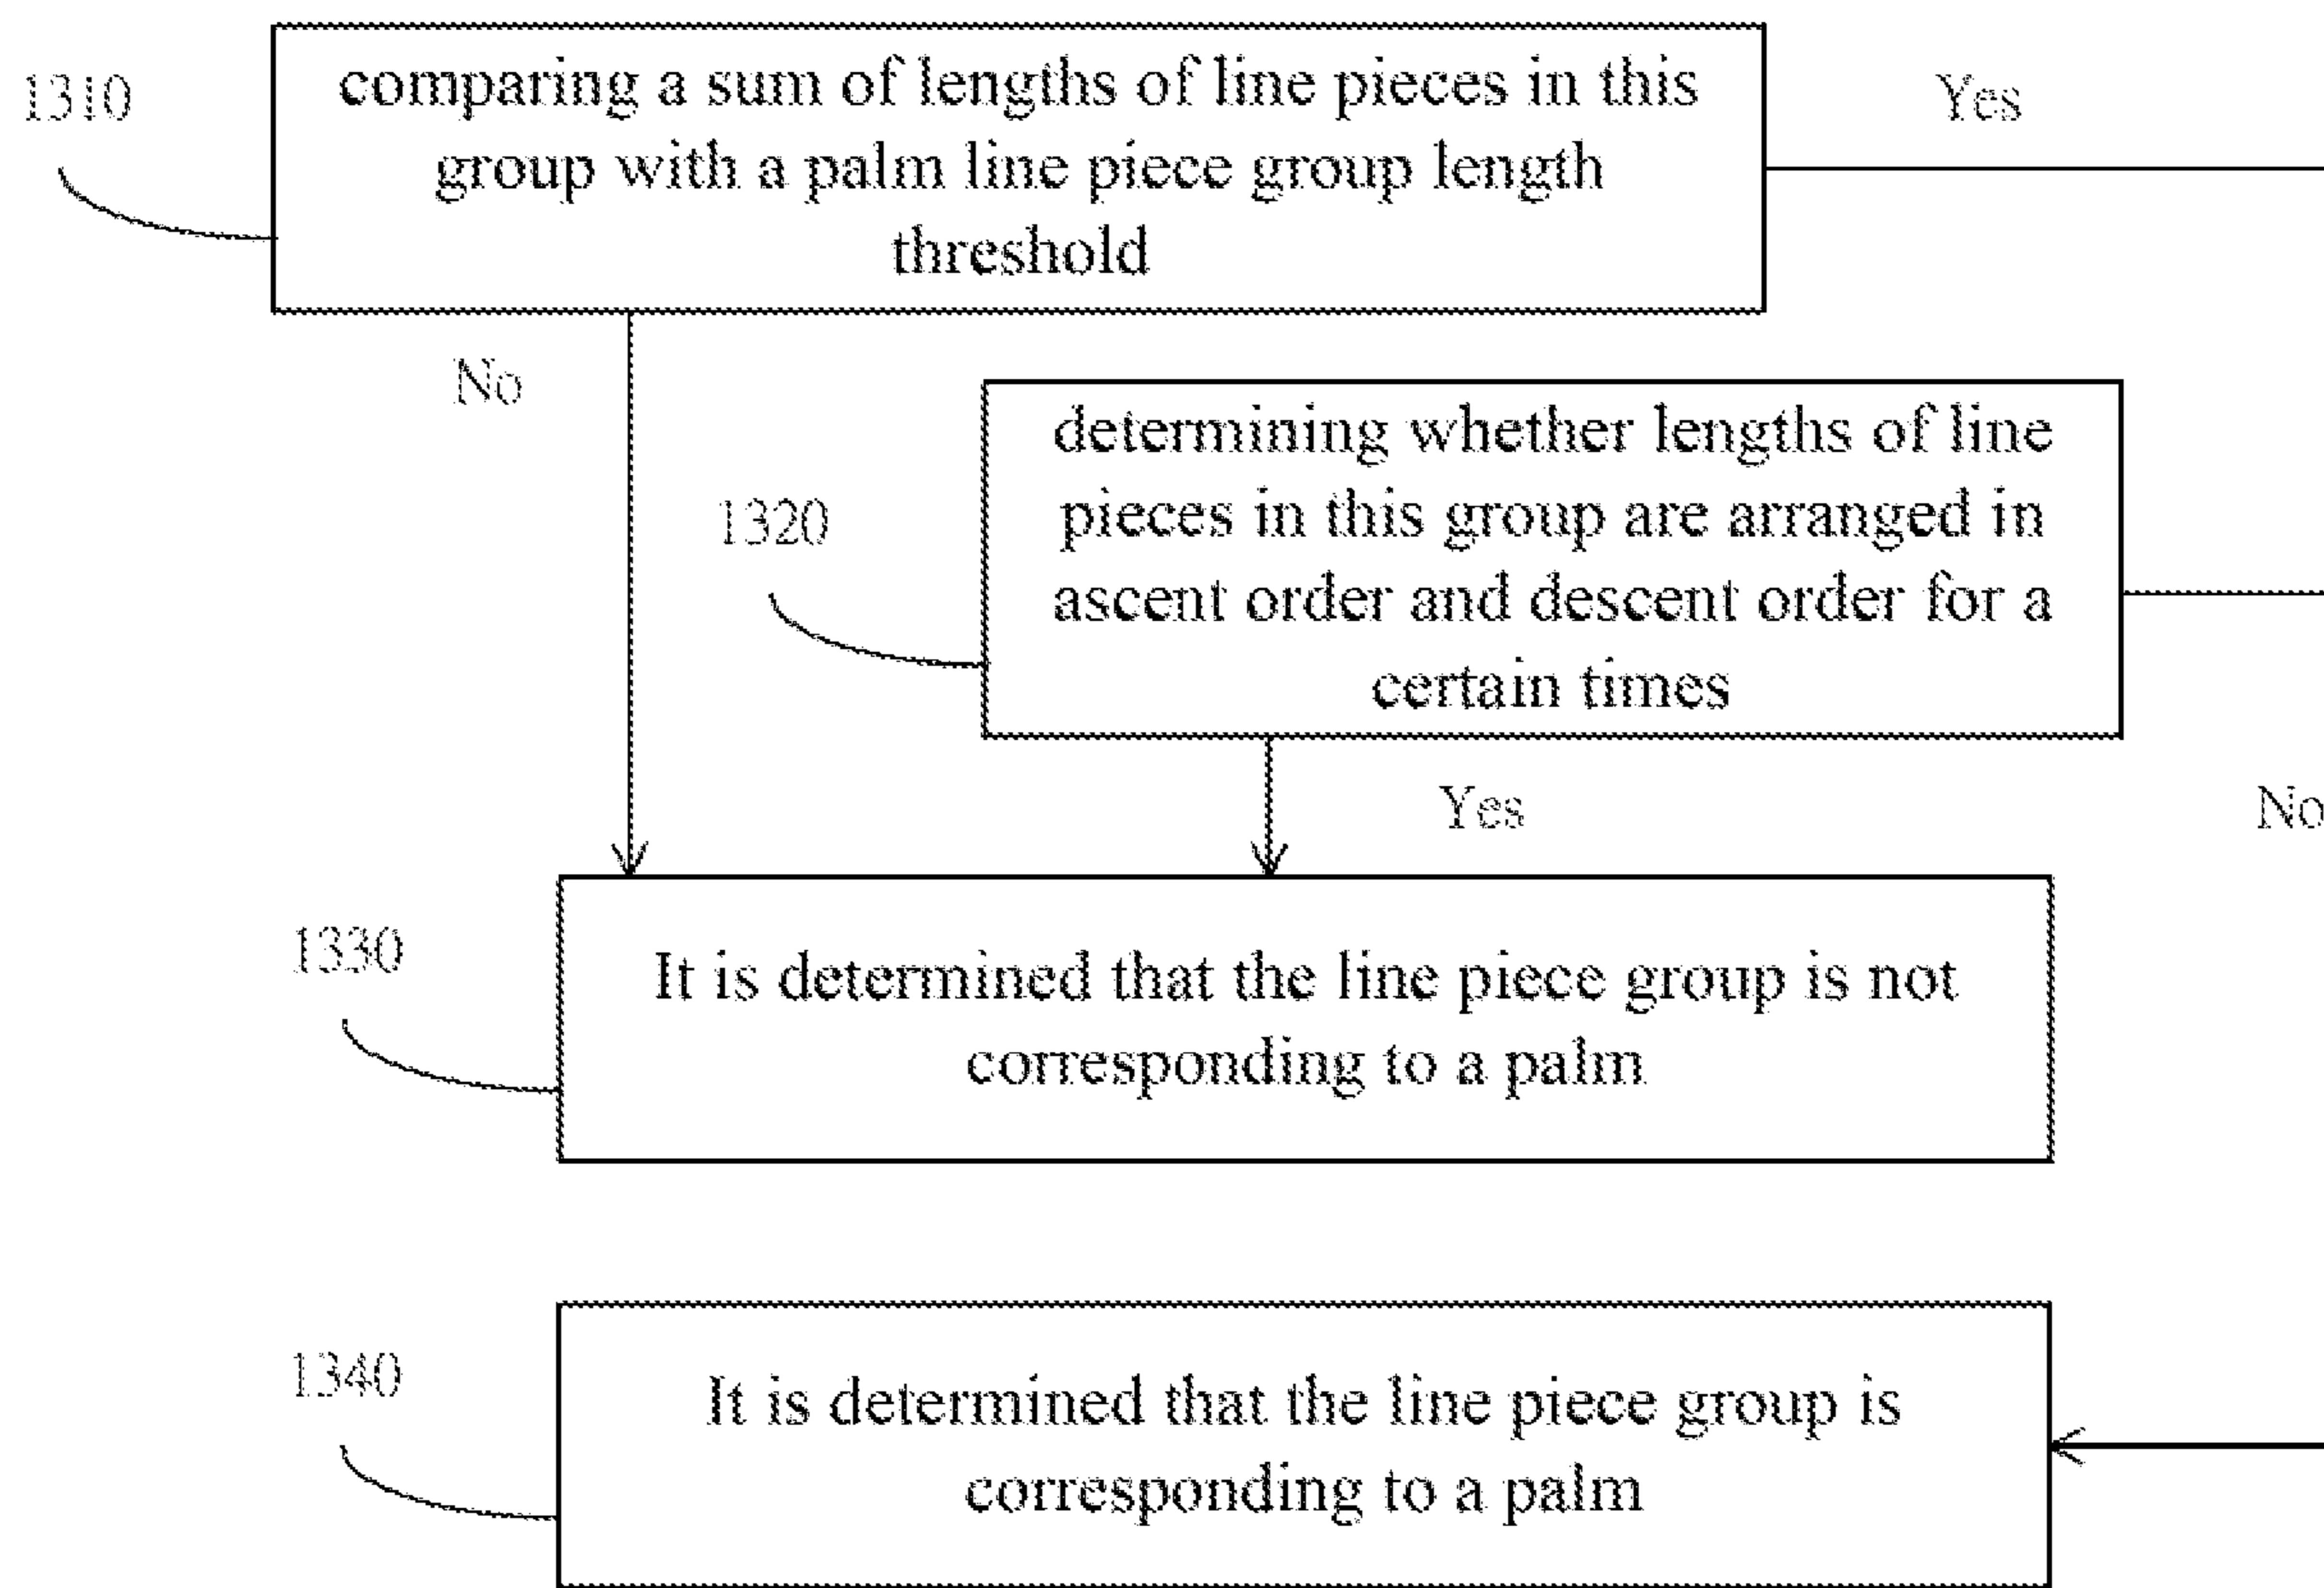 1310
comparing a sum of lengths of line pieces in this
group with a palm line piece group length
threshold
Yes
No
1320
determining whether lengths of line
pieces in this group are arranged in
ascent order and descent order for a
certain times
Yes
No
1330
It is determined that the line piece group is not
corresponding to a palm
1340
It is determined that the line piece group is
corresponding to a palm